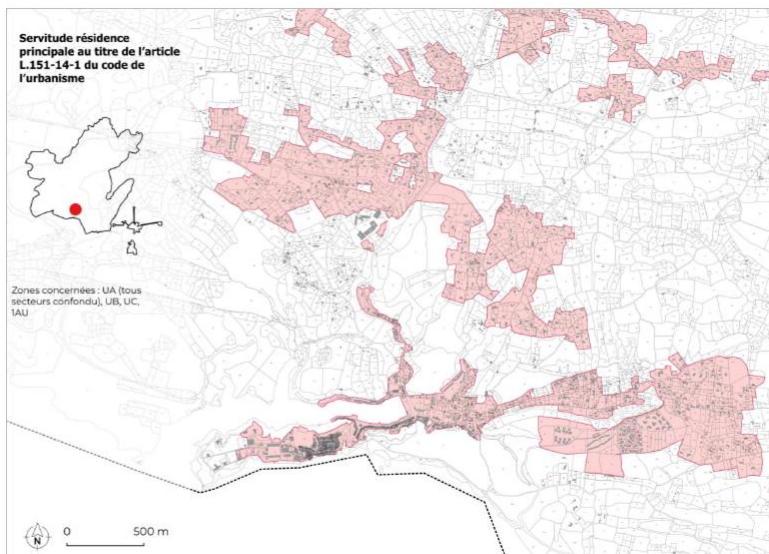 Servitude résidence
principale au titre de l'article
L.151-14-1 du code de
l'urbanisme
Zones concernées : UA (tous
secteurs confondu), UB, UC,
1AU
N
0 500 m